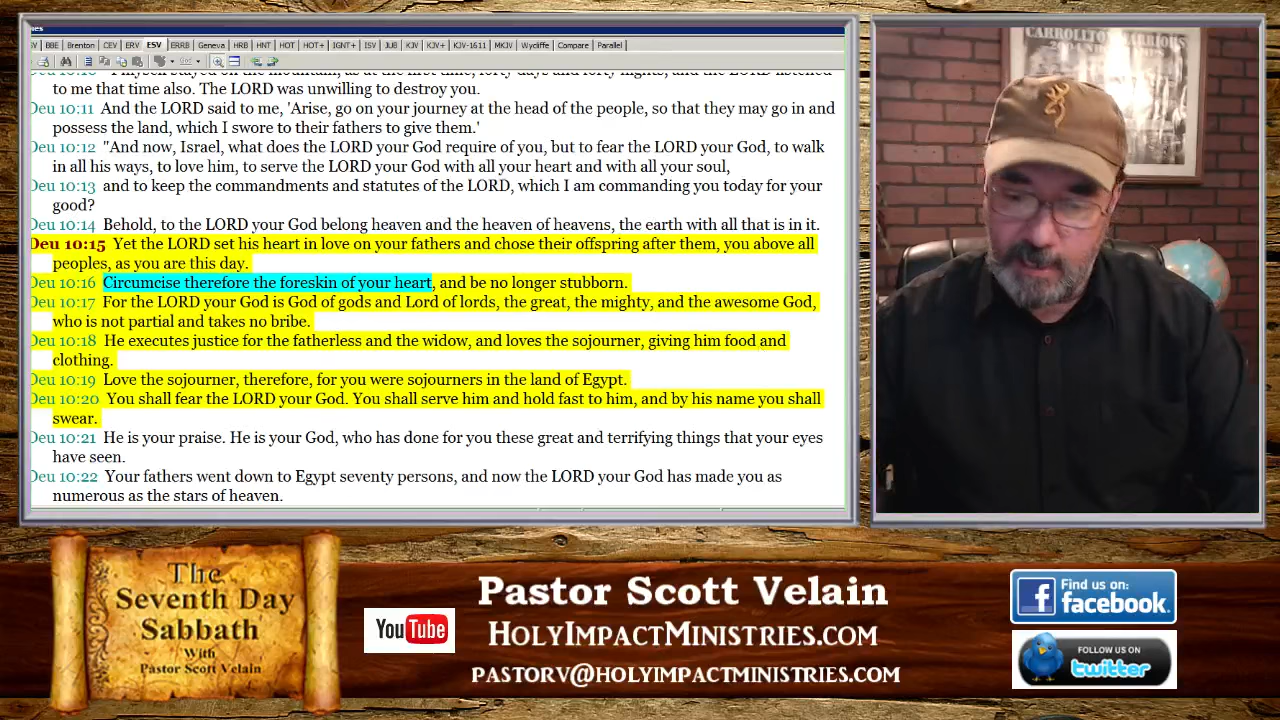 BBE Brenton CEV ERV ESV ERRB Geneva HRB HNT HOT HOT+ IGNT+ ISV JUB KJV KJV+ KJV-1611 MKJV Wycliffe Compare Parallel
to me that time also. The LORD was unwilling to destroy you.
Deu 10:11 And the LORD said to me, 'Arise, go on your journey at the head of the people, so that they may go in and
possess the land, which I swore to their fathers to give them.'
Deu 10:12 "And now, Israel, what does the LORD your God require of you, but to fear the LORD your God, to walk
in all his ways, to love him, to serve the LORD your God with all your heart and with all your soul,
Deu 10:13 and to keep the commandments and statutes of the LORD, which I am commanding you today for your
good?
Deu 10:14 Behold, to the LORD your God belong heaven and the heaven of heavens, the earth with all that is in it.
Deu 10:15 Yet the LORD set his heart in love on your fathers and chose their offspring after them, you above all
peoples, as you are this day.
Deu 10:16 Circumcise therefore the foreskin of your heart, and be no longer stubborn.
Deu 10:17 For the LORD your God is God of gods and Lord of lords, the great, the mighty, and the awesome God,
who is not partial and takes no bribe.
Deu 10:18 He executes justice for the fatherless and the widow, and loves the sojourner, giving him food and
clothing.
Deu 10:19 Love the sojourner, therefore, for you were sojourners in the land of Egypt.
Deu 10:20 You shall fear the LORD your God. You shall serve him and hold fast to him, and by his name you shall
swear.
Deu 10:21 He is your praise. He is your God, who has done for you these great and terrifying things that your eyes
have seen.
Deu 10:22 Your fathers went down to Egypt seventy persons, and now the LORD your God has made you as
numerous as the stars of heaven.
CARROLLTON WARRIORS
The
Seventh Day
Sabbath
With
Pastor Scott Velain
YouTube
Pastor Scott Velain
HOLYIMPACTMINISTRIES.COM
PASTORV@HOLYIMPACTMINISTRIES.COM
Find us on:
facebook.
FOLLOW US ON
twitter